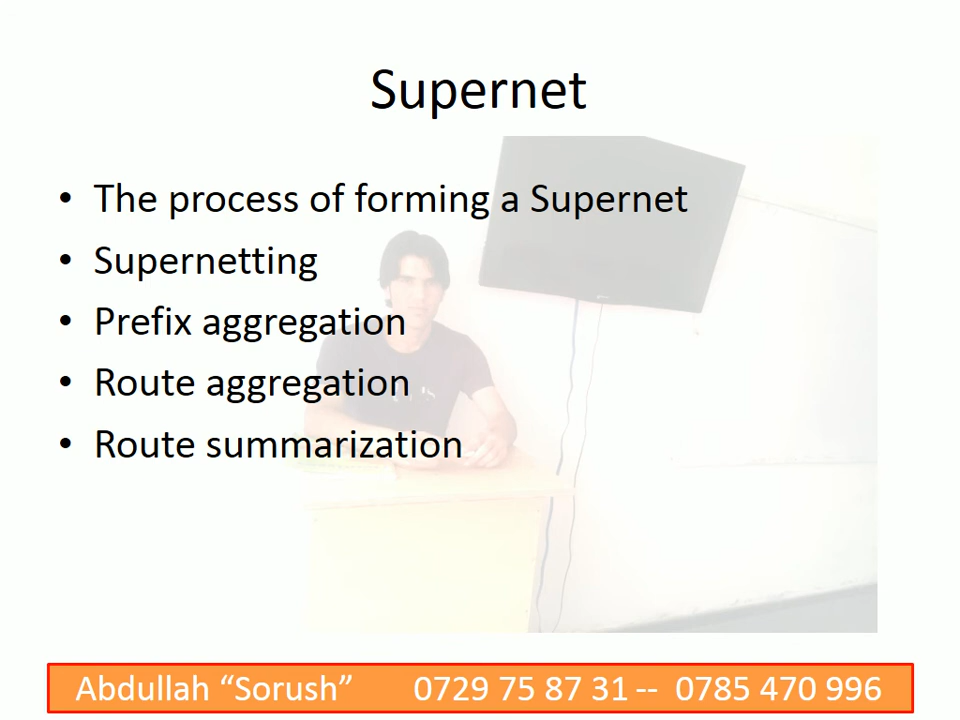 Supernet
• The process of forming a Supernet
• Supernetting
• Prefix aggregation
• Route aggregation
• Route summarization
Abdullah “Sorush” 0729 75 87 31 -- 0785 470 996